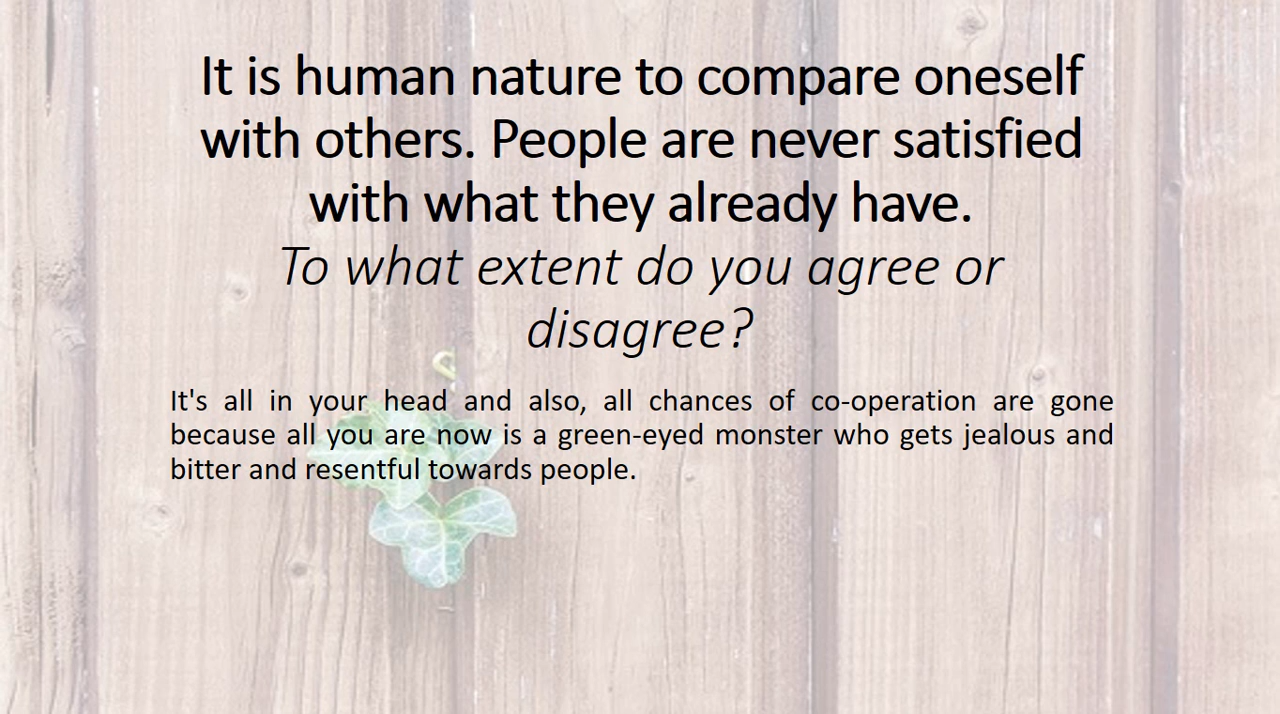 It is human nature to compare oneself
with others. People are never satisfied
with what they already have.
To what extent do you agree or
disagree?
It's all in your head and also, all chances of co-operation are gone
because all you are now is a green-eyed monster who gets jealous and
bitter and resentful towards people.